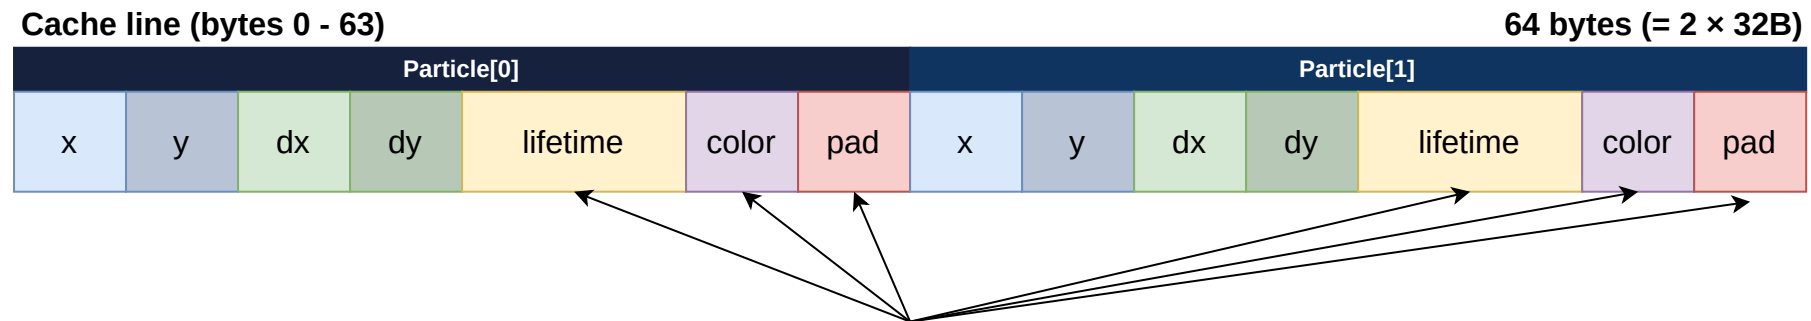 Cache line (bytes 0 - 63) 64 bytes (= 2 × 32B)
Particle[0] Particle[1]
x y dx dy lifetime color pad x y dx dy lifetime color pad